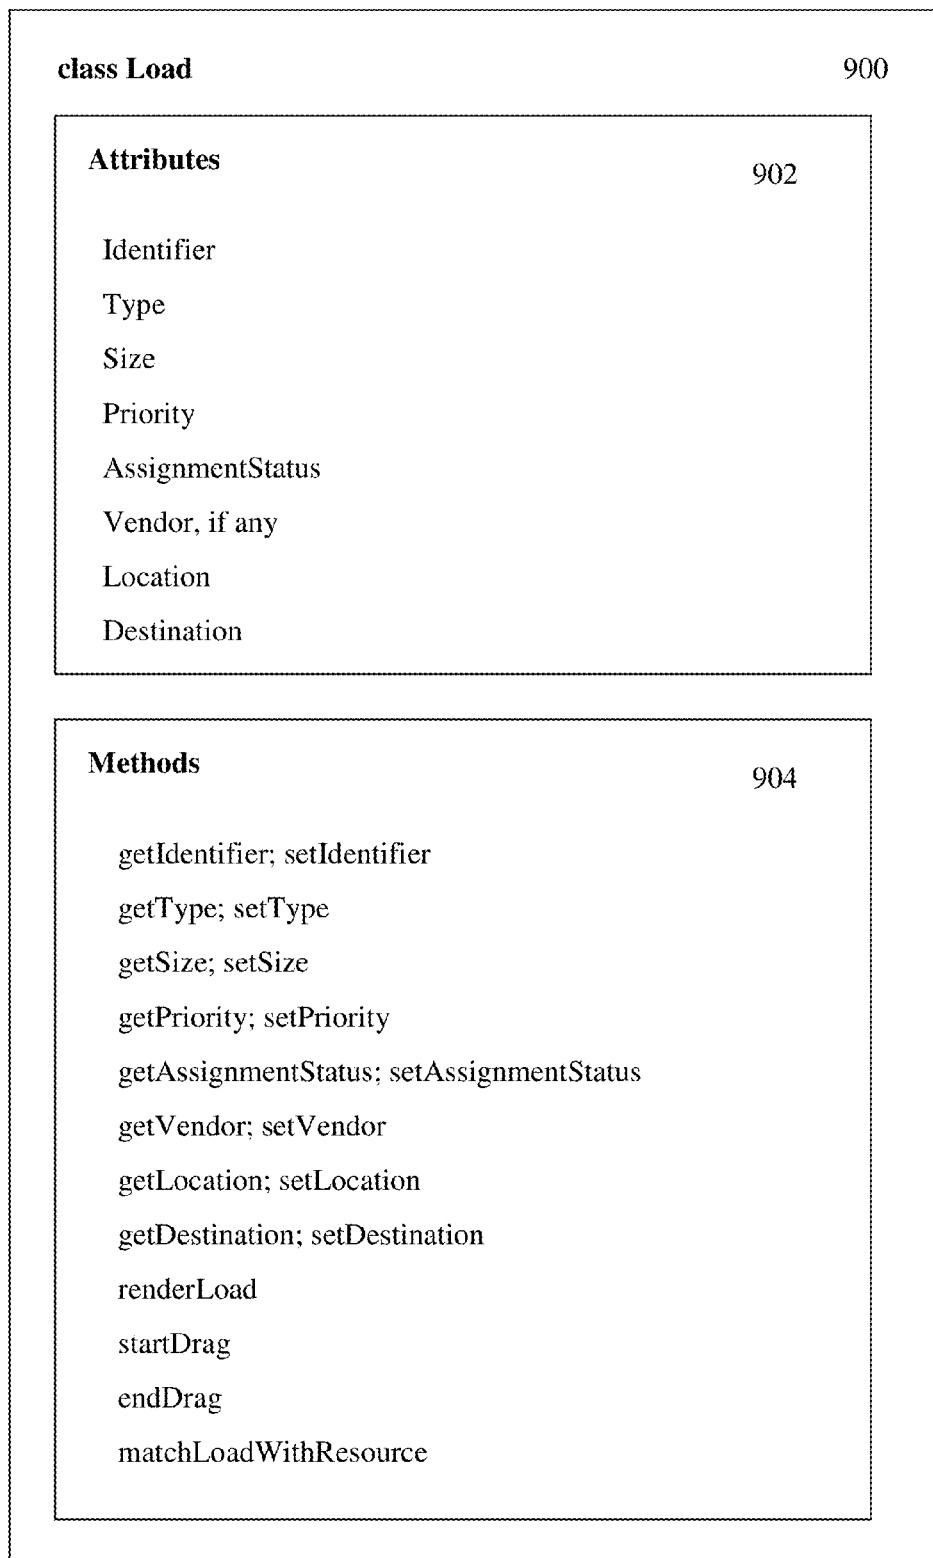 class Load 900
Attributes 902
Identifier
Type
Size
Priority
AssignmentStatus
Vendor, if any
Location
Destination
Methods 904
getIdentifier; setIdentifier
getType; setType
getSize; setSize
getPriority; setPriority
getAssignmentStatus; setAssignmentStatus
getVendor; setVendor
getLocation; setLocation
getDestination; setDestination
renderLoad
startDrag
endDrag
matchLoadWithResource